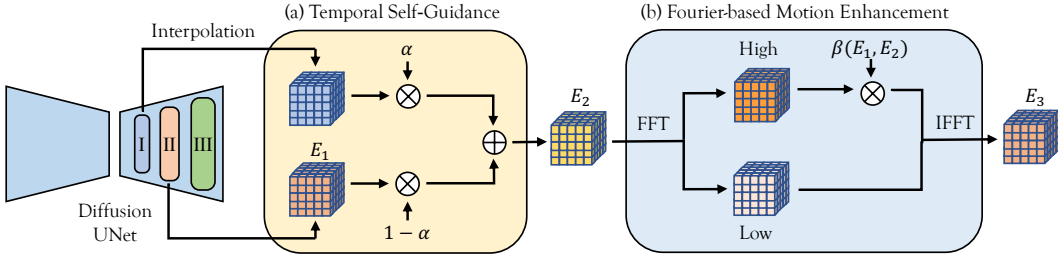 (a) Temporal Self-Guidance
(b) Fourier-based Motion Enhancement
Interpolation
α
High
β(E₁, E₂)
I
II
III
E₁
E₂
FFT
IFFT
E₃
Diffusion
UNet
1 − α
Low